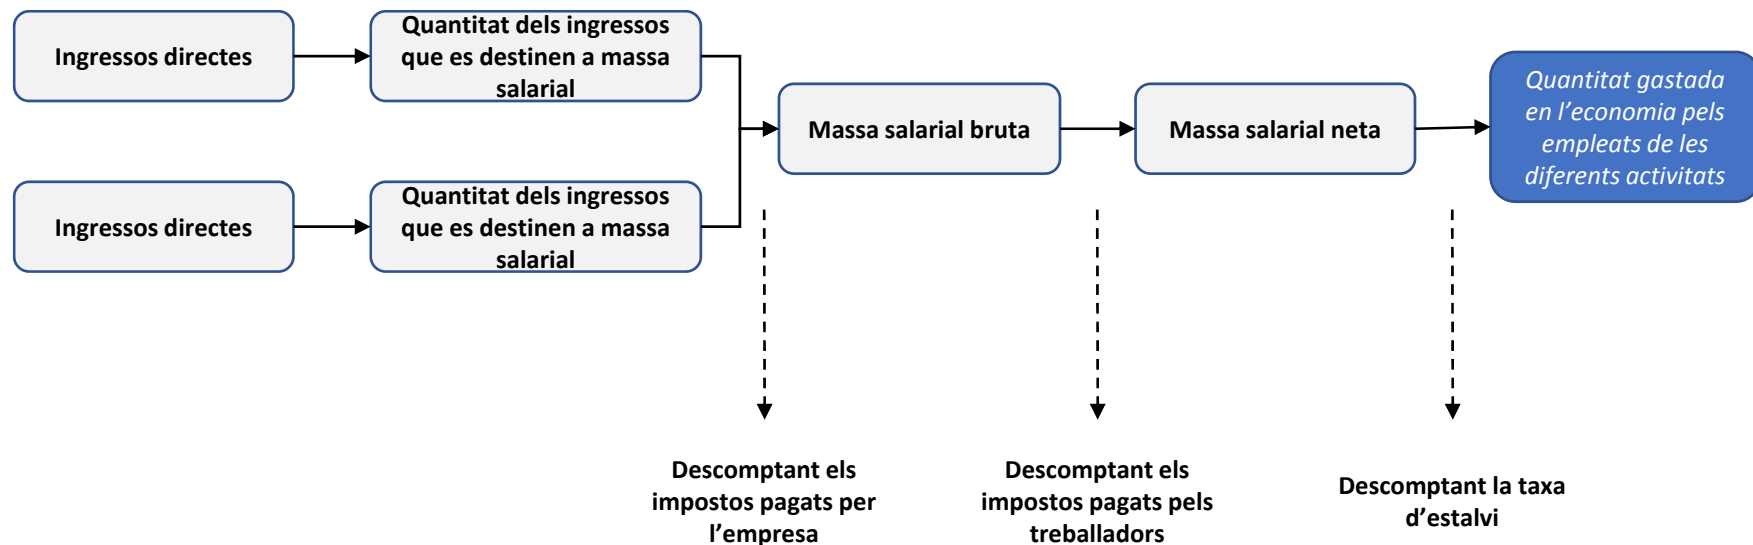 Ingressos directes
Quantitat dels ingressos
que es destinen a massa
salarial
Ingressos directes
Quantitat dels ingressos
que es destinen a massa
salarial
Massa salarial bruta
Massa salarial neta
Quantitat gastada
en l’economia pels
empleats de les
diferents activitats
Descomptant els
impostos pagats per
l’empresa
Descomptant els
impostos pagats pels
treballadors
Descomptant la taxa
d’estalvi